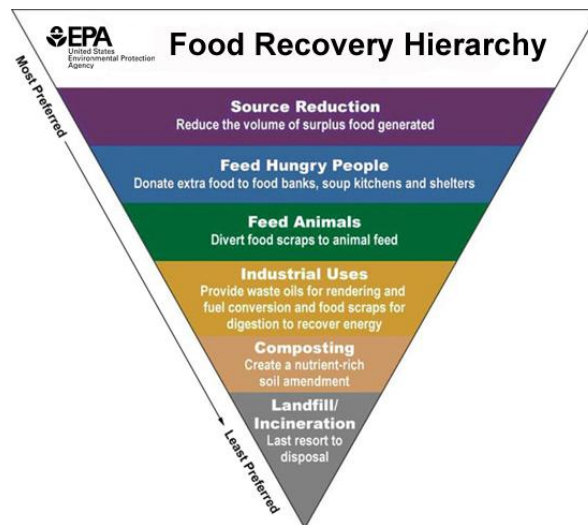 EPA
United States
Environmental Protection
Agency
Food Recovery Hierarchy
Most Preferred
Source Reduction
Reduce the volume of surplus food generated
Feed Hungry People
Donate extra food to food banks, soup kitchens and shelters
Feed Animals
Divert food scraps to animal feed
Industrial Uses
Provide waste oils for rendering and
fuel conversion and food scraps for
digestion to recover energy
Composting
Create a nutrient-rich
soil amendment
Landfill/
Incineration
Last resort to
disposal
Least Preferred